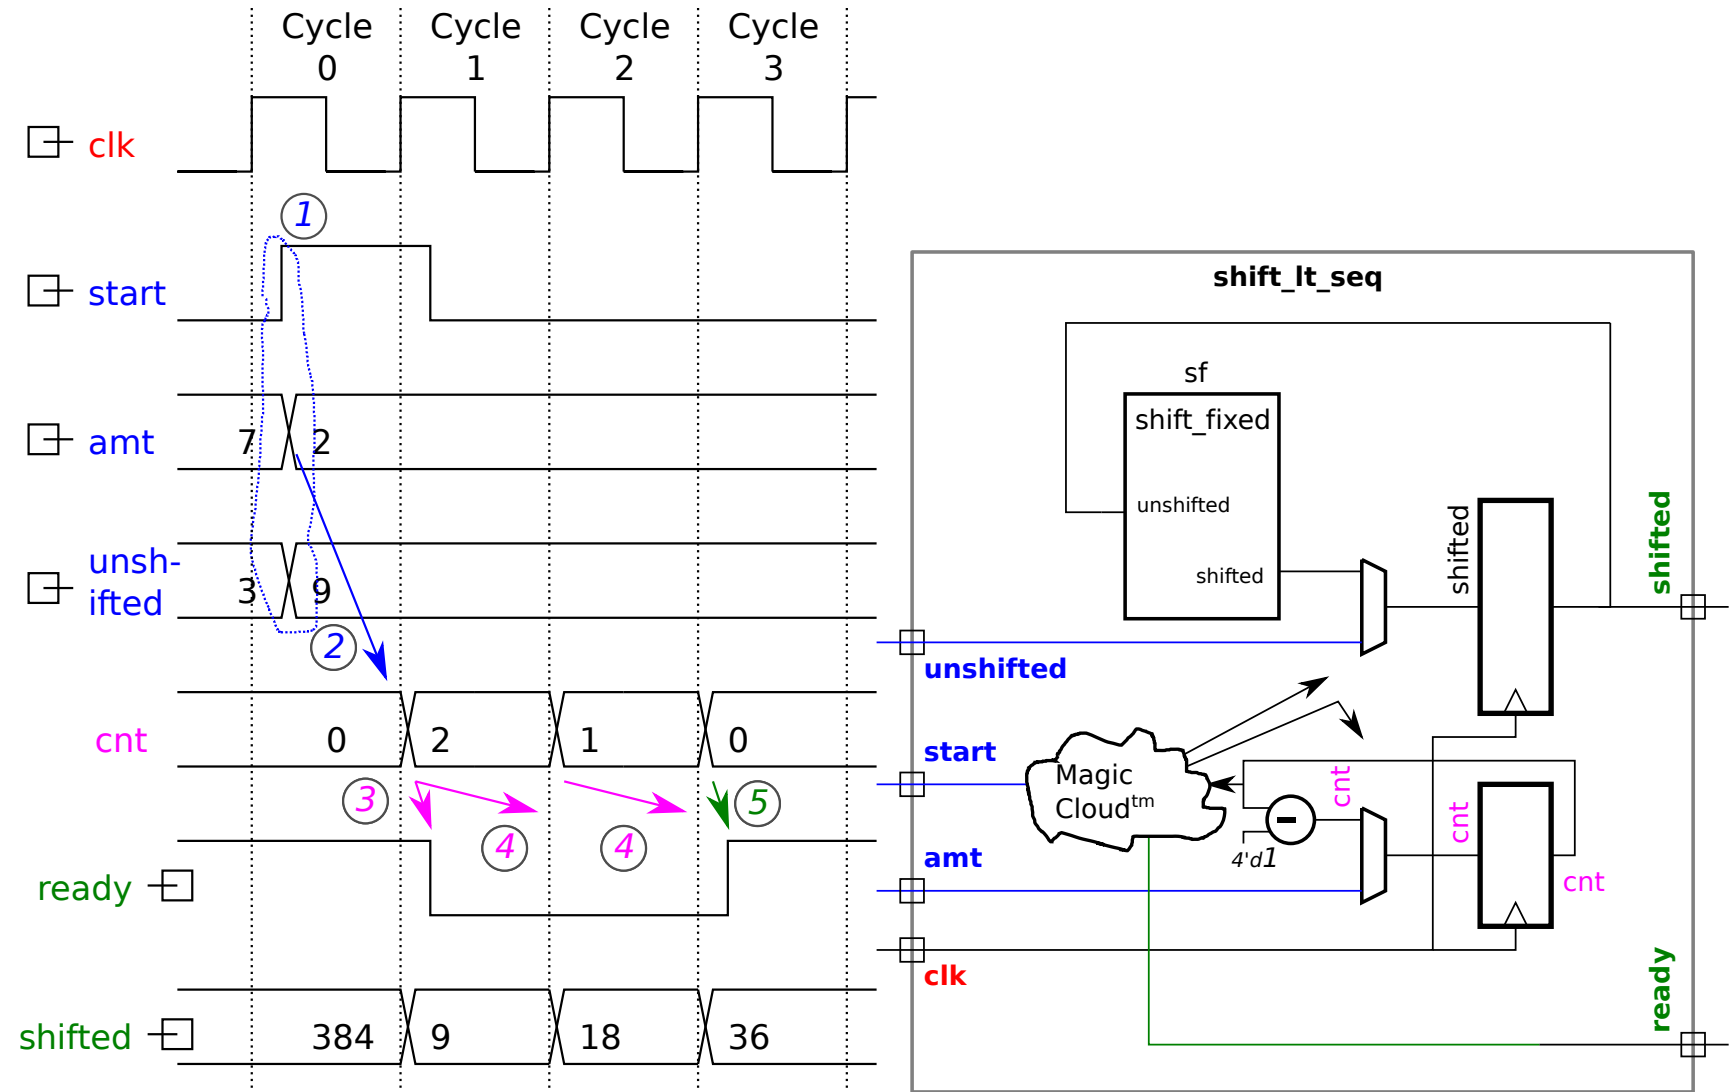 Cycle
0
Cycle
1
Cycle
2
Cycle
3
clk
1
start
amt
7
2
unsh-
ifted
3
9
2
cnt
0
2
1
0
3
4
4
5
ready
shifted
384
9
18
36
shift_lt_seq
sf
shift_fixed
unshifted
shifted
shifted
shifted
unshifted
start
Magic
Cloudtm
cnt
cnt
4'd1
amt
cnt
clk
ready